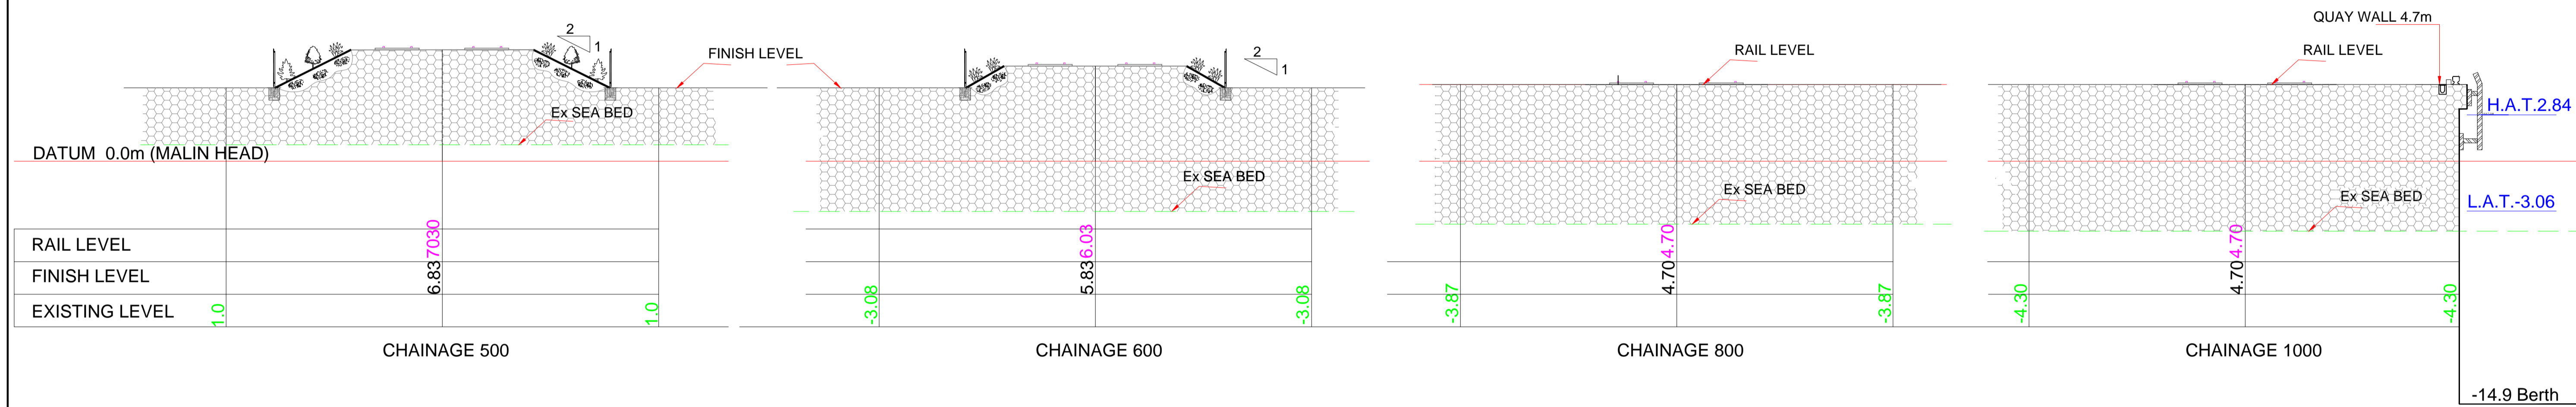 QUAY WALL 4.7m
2
1
FINISH LEVEL
2
1
RAIL LEVEL
RAIL LEVEL
Ex SEA BED
H.A.T.2.84
DATUM 0.0m (MALIN HEAD)
Ex SEA BED
Ex SEA BED
Ex SEA BED
L.A.T.-3.06
RAIL LEVEL
7030
6.03
4.70
4.70
FINISH LEVEL
6.83
5.83
4.70
4.70
EXISTING LEVEL
1.0
1.0
-3.08
-3.08
-3.87
-3.87
-4.30
-4.30
CHAINAGE 500
CHAINAGE 600
CHAINAGE 800
CHAINAGE 1000
-14.9 Berth